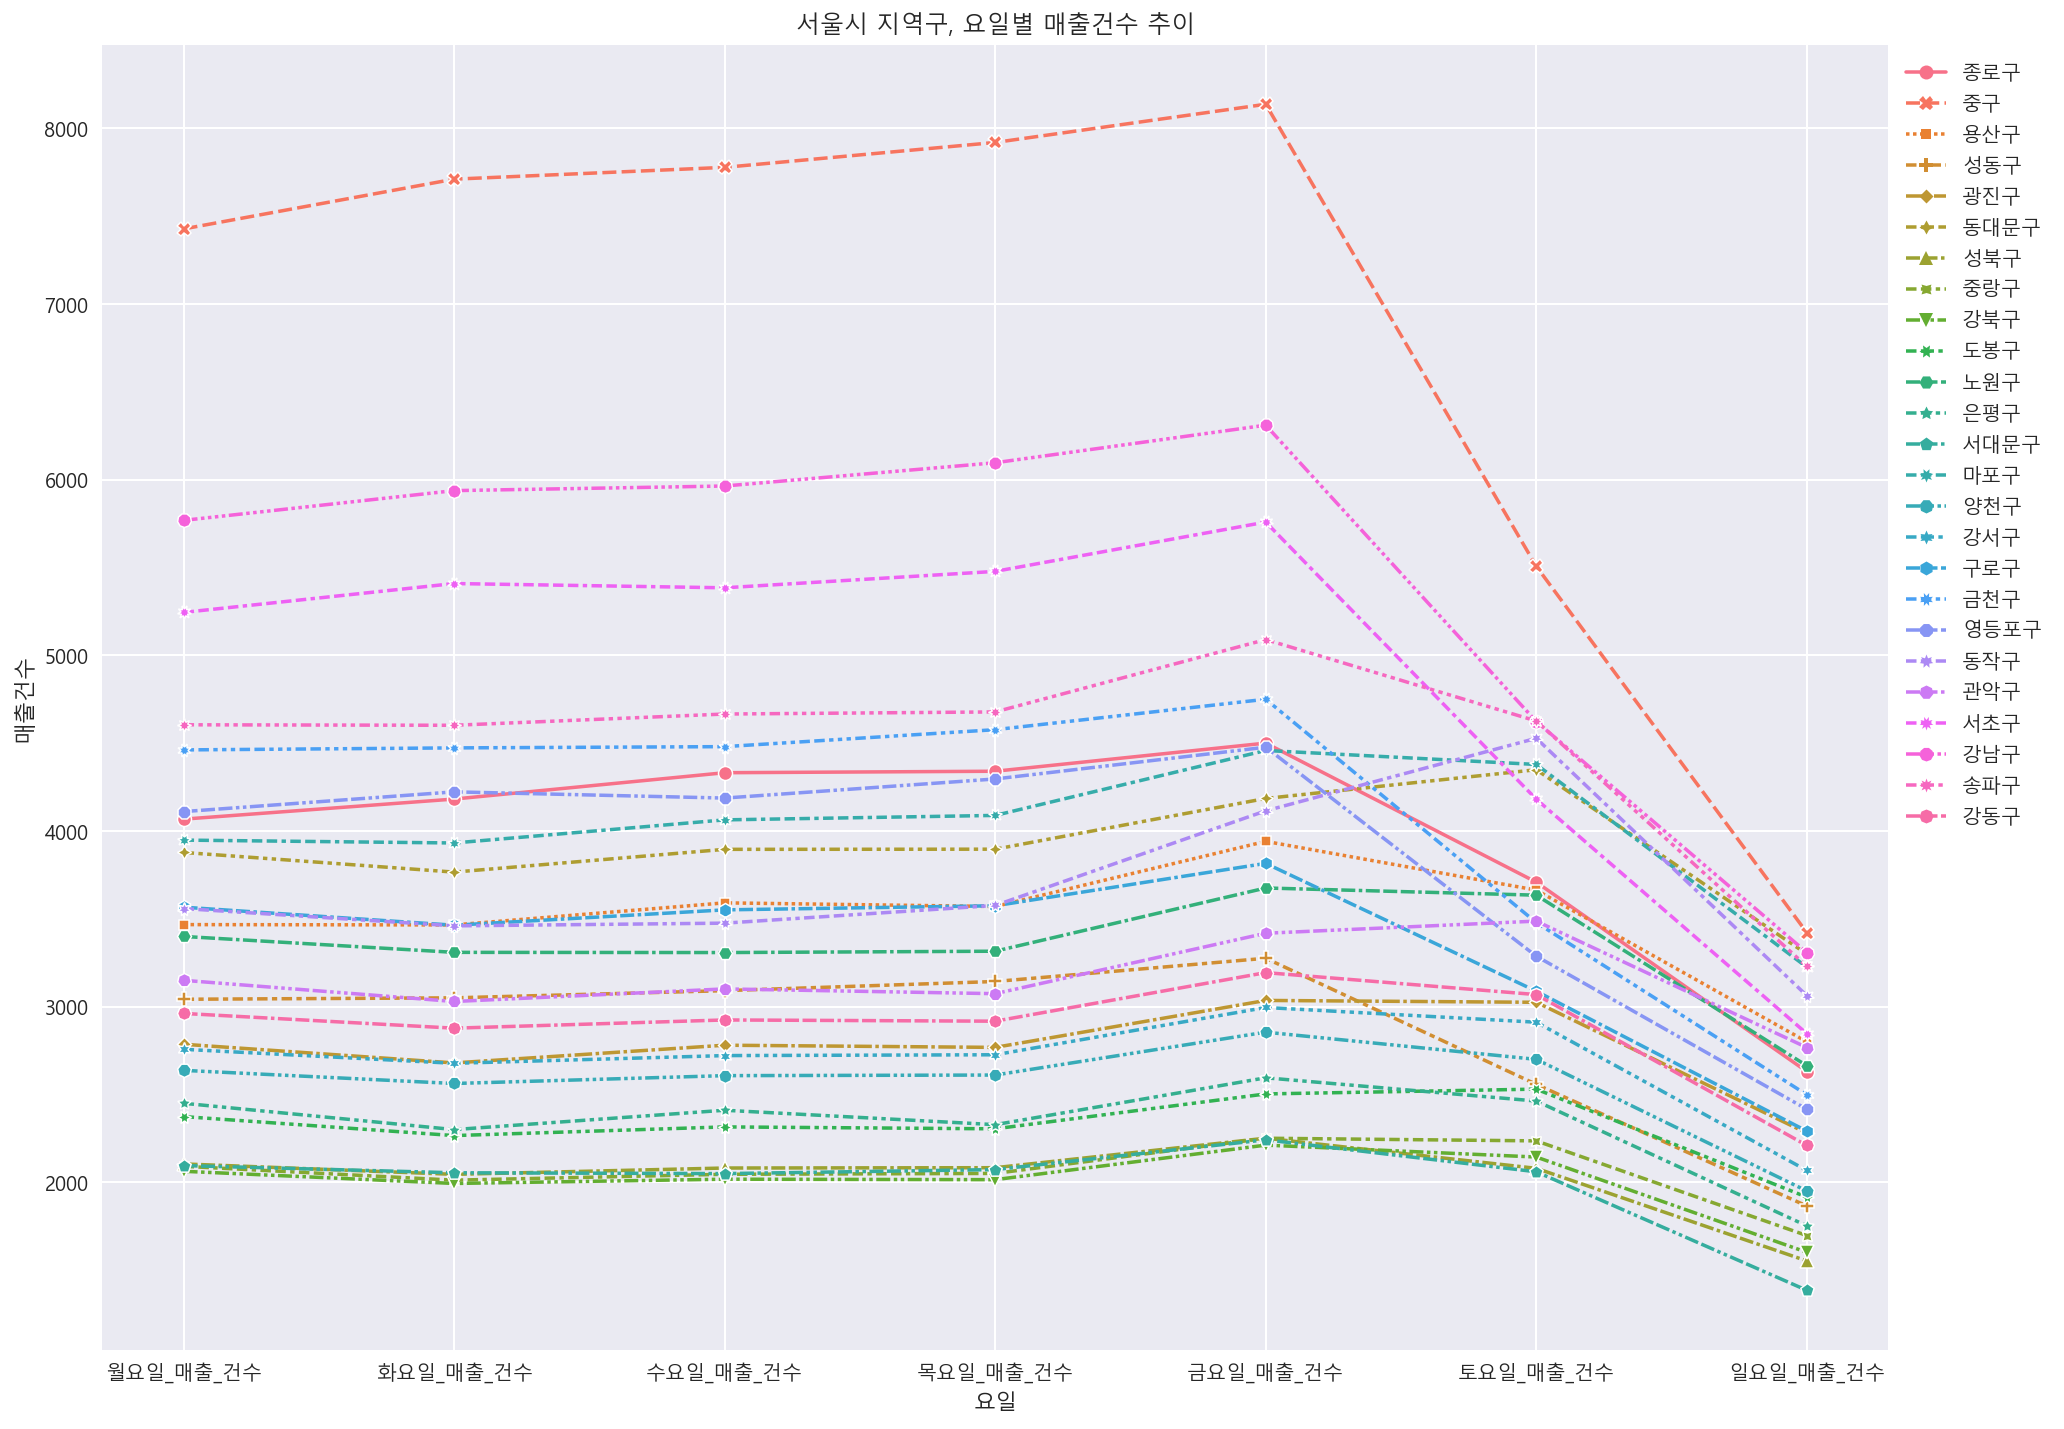 서울시 지역구, 요일별 매출건수 추이
종로구
중구
용산구
성동구
광진구
동대문구
성북구
중랑구
강북구
도봉구
노원구
은평구
서대문구
마포구
양천구
강서구
구로구
금천구
영등포구
동작구
관악구
서초구
강남구
송파구
강동구
8000
7000
6000
5000
4000
3000
2000
매출건수
월요일_매출_건수 화요일_매출_건수 수요일_매출_건수 목요일_매출_건수 금요일_매출_건수 토요일_매출_건수 일요일_매출_건수
요일